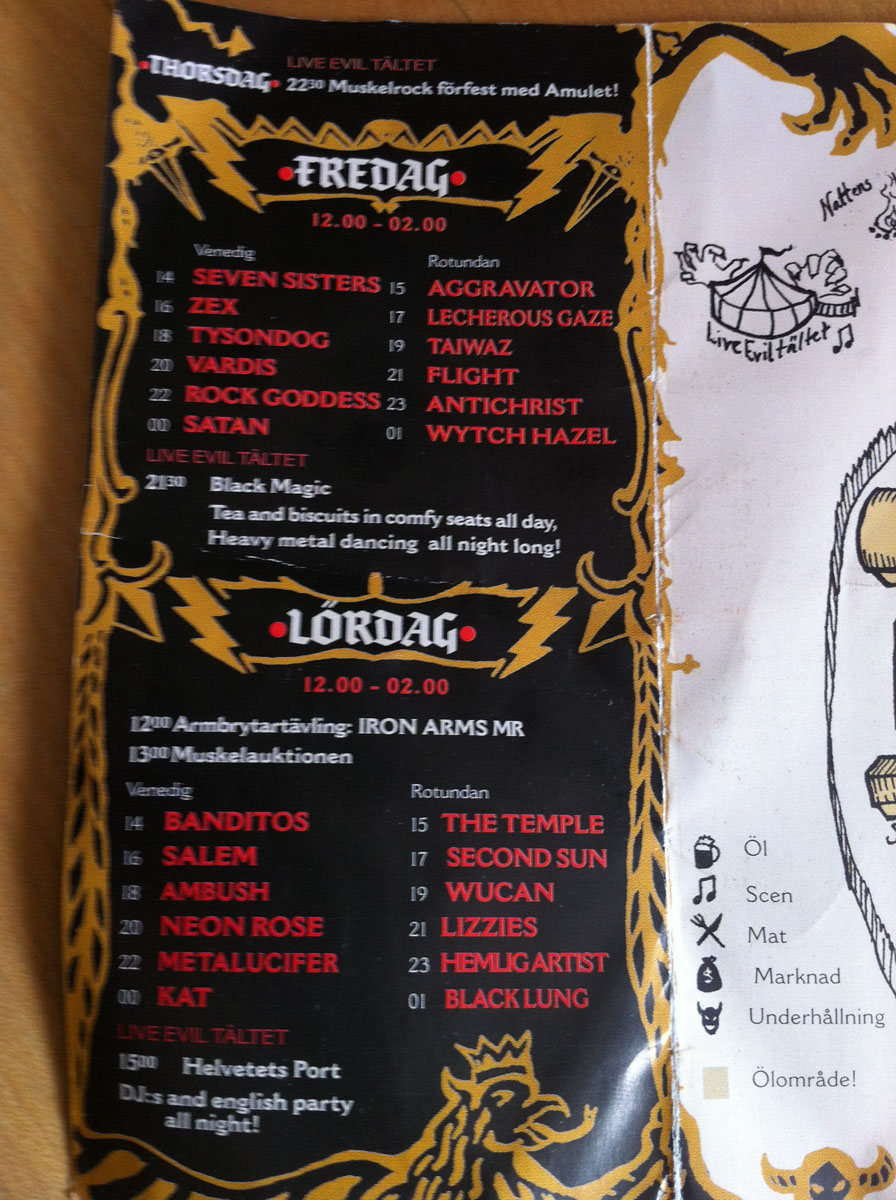 •THORSDAG•
LIVE EVIL TÄLTET
22³⁰ Muskelrock förfest med Amulet!
•FREDAG•
12.00 - 02.00
Venedig
14 SEVEN SISTERS
16 ZEX
18 TYSONDOG
20 VARDIS
22 ROCK GODDESS
00 SATAN
Rotundan
15 AGGRAVATOR
17 LECHEROUS GAZE
19 TAIWAZ
21 FLIGHT
23 ANTICHRIST
01 WYTCH HAZEL
LIVE EVIL TÄLTET
21³⁰ Black Magic
Tea and biscuits in comfy seats all day,
Heavy metal dancing all night long!
•LÖRDAG•
12.00 - 02.00
12⁰⁰ Armbrytartävling: IRON ARMS MR
13⁰⁰ Muskelauktionen
Venedig
14 BANDITOS
16 SALEM
18 AMBUSH
20 NEON ROSE
22 METALUCIFER
00 KAT
Rotundan
15 THE TEMPLE
17 SECOND SUN
19 WUCAN
21 LIZZIES
23 HEMLIG ARTIST
01 BLACK LUNG
LIVE EVIL TÄLTET
15⁰⁰ Helvetets Port
DJ:s and english party
all night!
Nattens
Live Evil tältet
Öl
Scen
Mat
$ Marknad
Underhållning
Ölområde!